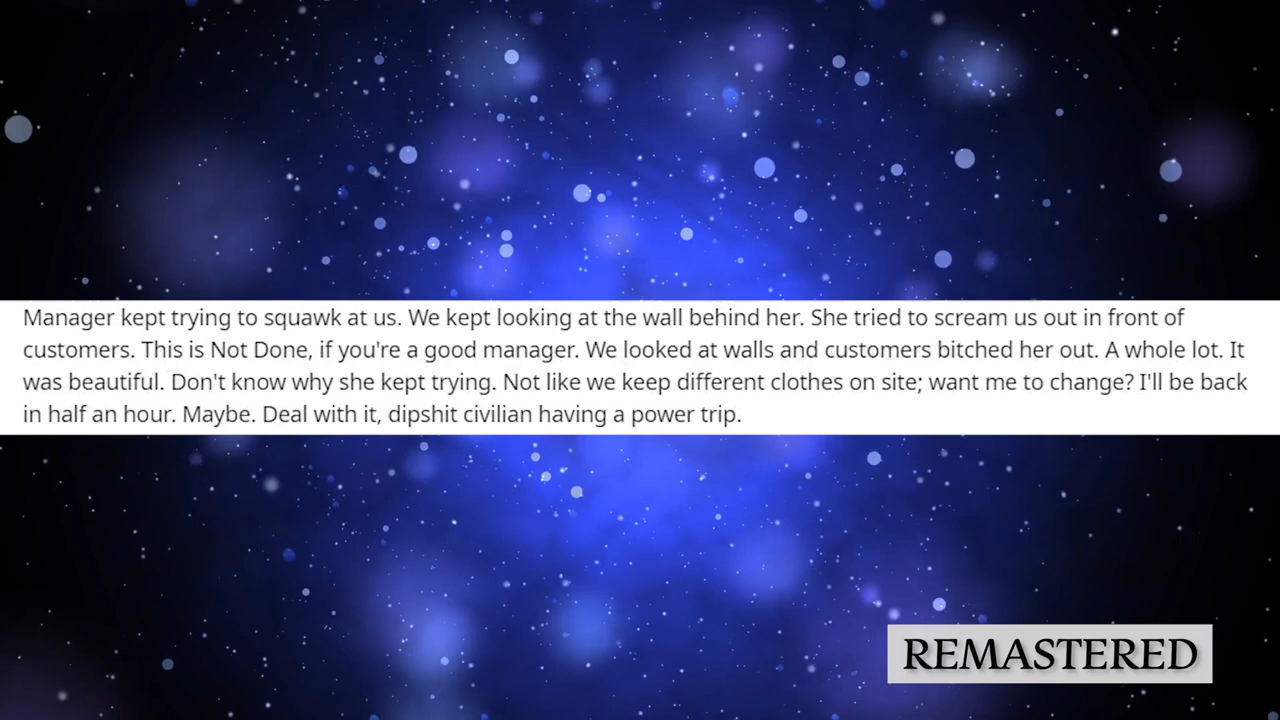 Manager kept trying to squawk at us. We kept looking at the wall behind her. She tried to scream us out in front of
customers. This is Not Done, if you're a good manager. We looked at walls and customers bitched her out. A whole lot. It
was beautiful. Don't know why she kept trying. Not like we keep different clothes on site; want me to change? I'll be back
in half an hour. Maybe. Deal with it, dipshit civilian having a power trip.
REMASTERED